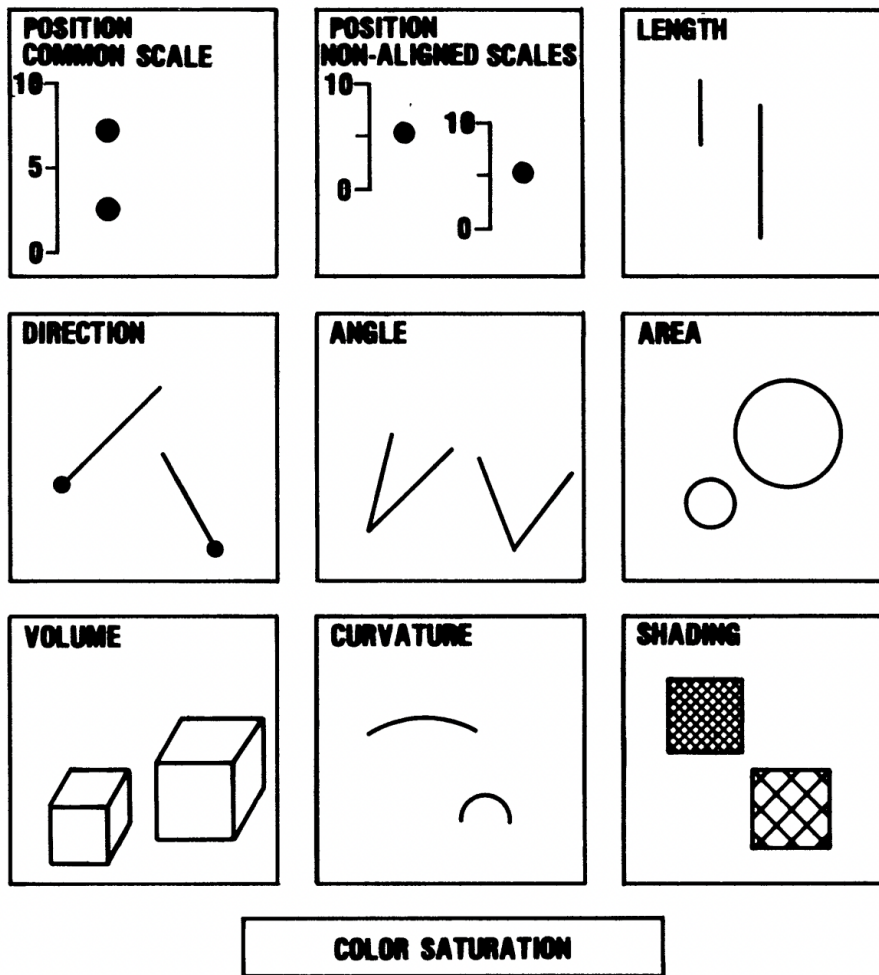 POSITION
COMMON SCALE
10
5
0
POSITION
NON-ALIGNED SCALES
10
0
10
0
LENGTH
DIRECTION
ANGLE
AREA
VOLUME
CURVATURE
SHADING
COLOR SATURATION